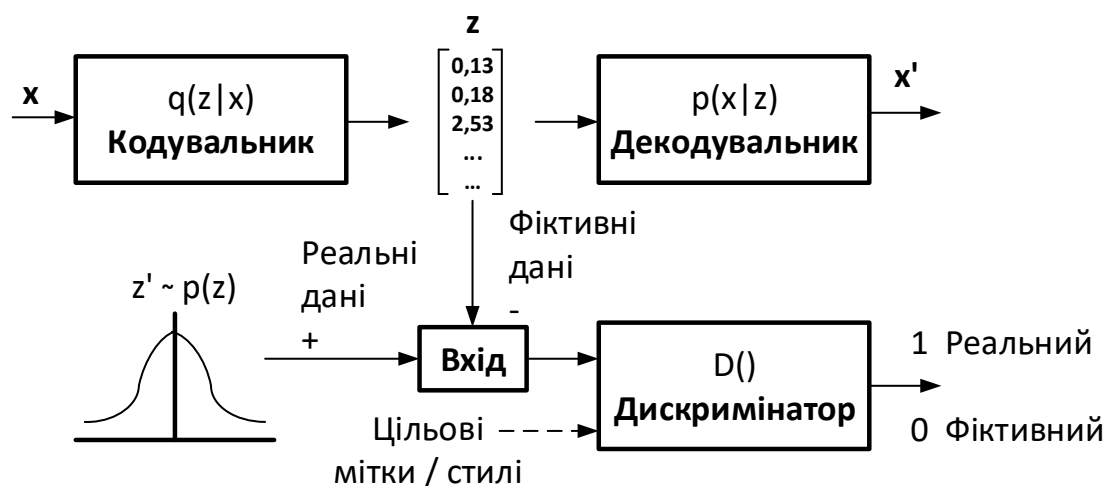 x
q(z|x)
Кодувальник
z
0,13
0,18
2,53
...
...
p(x|z)
Декодувальник
x'
z' ~ p(z)
Реальні
дані
+
Фіктивні
дані
-
Вхід
D()
Дискримінатор
1 Реальний
0 Фіктивний
Цільові
мітки / стилі